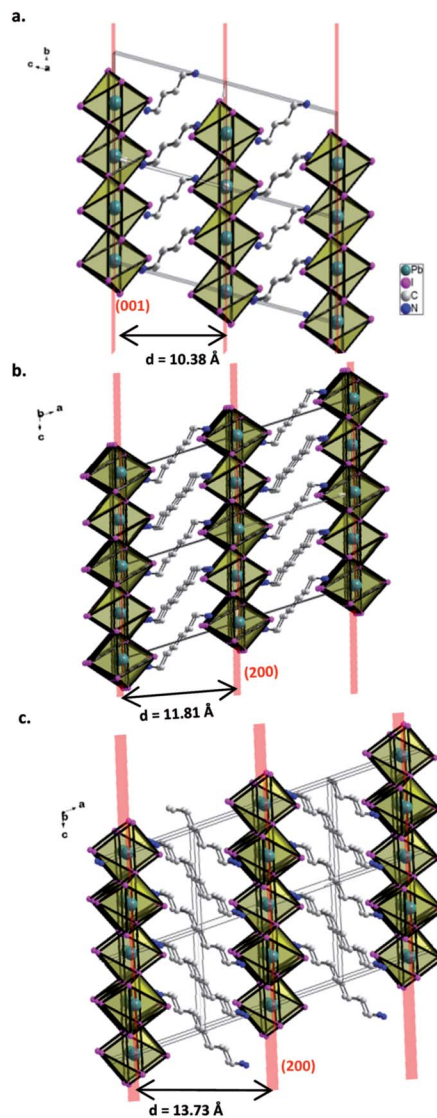 a.
b
c
a
Pb
I
C
N
(001)
d = 10.38 Å
b.
b
a
c
(200)
d = 11.81 Å
c.
b
a
c
(200)
d = 13.73 Å